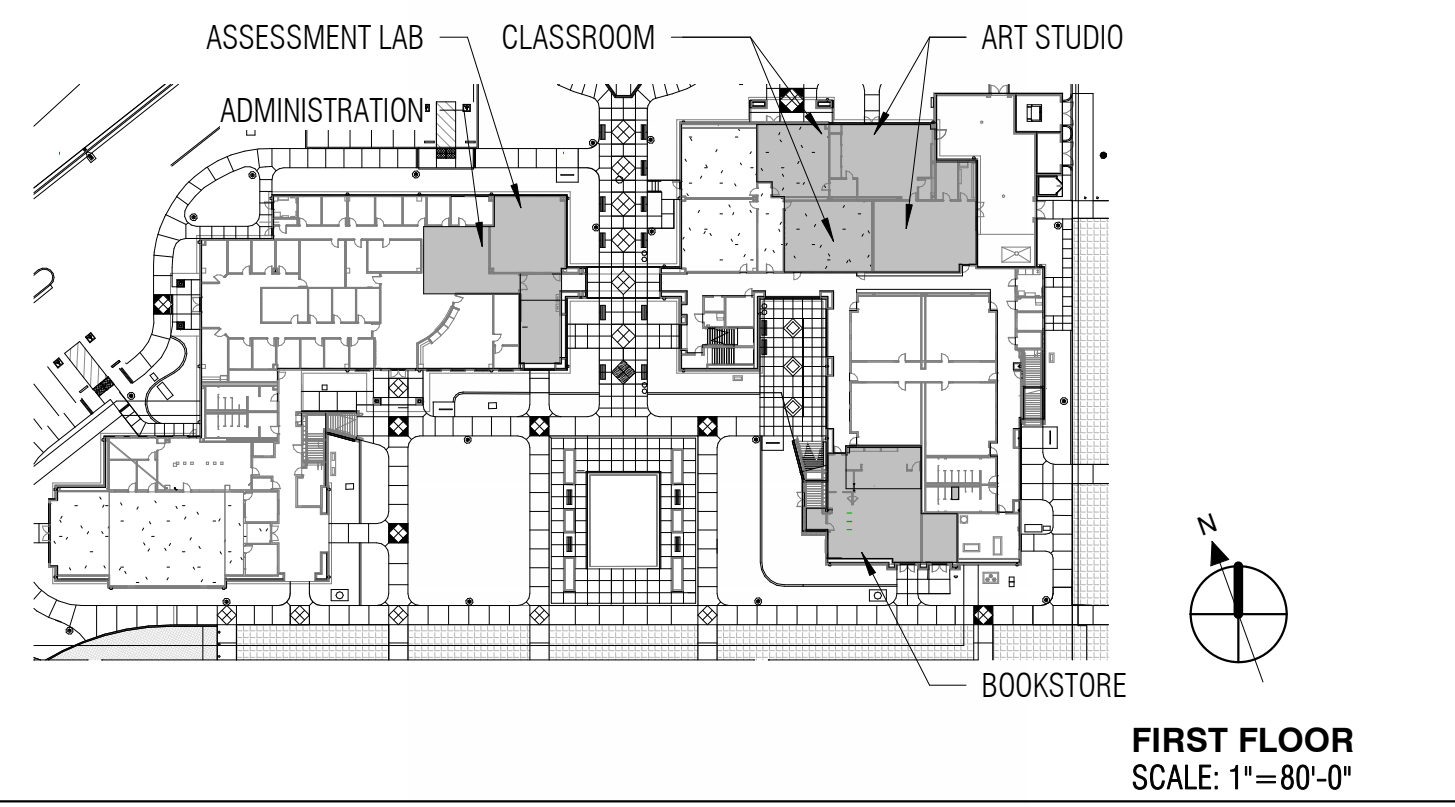 ASSESSMENT LAB
CLASSROOM
ART STUDIO
ADMINISTRATION
N
BOOKSTORE
FIRST FLOOR
SCALE: 1"=80'-0"